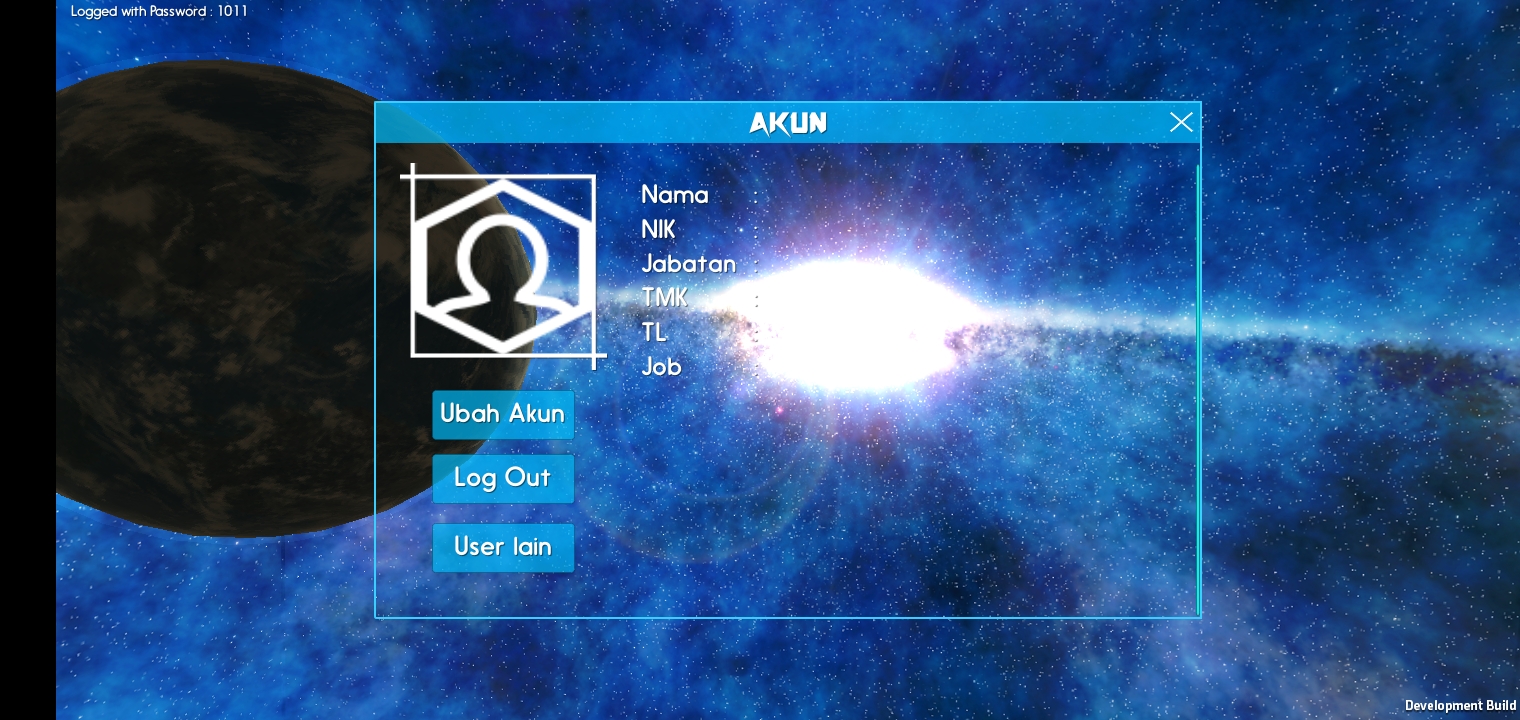 Logged with Password : 1011
AKUN
Nama :
NIK :
Jabatan :
TMK :
TL :
Job :
Ubah Akun
Log Out
User lain
Development Build